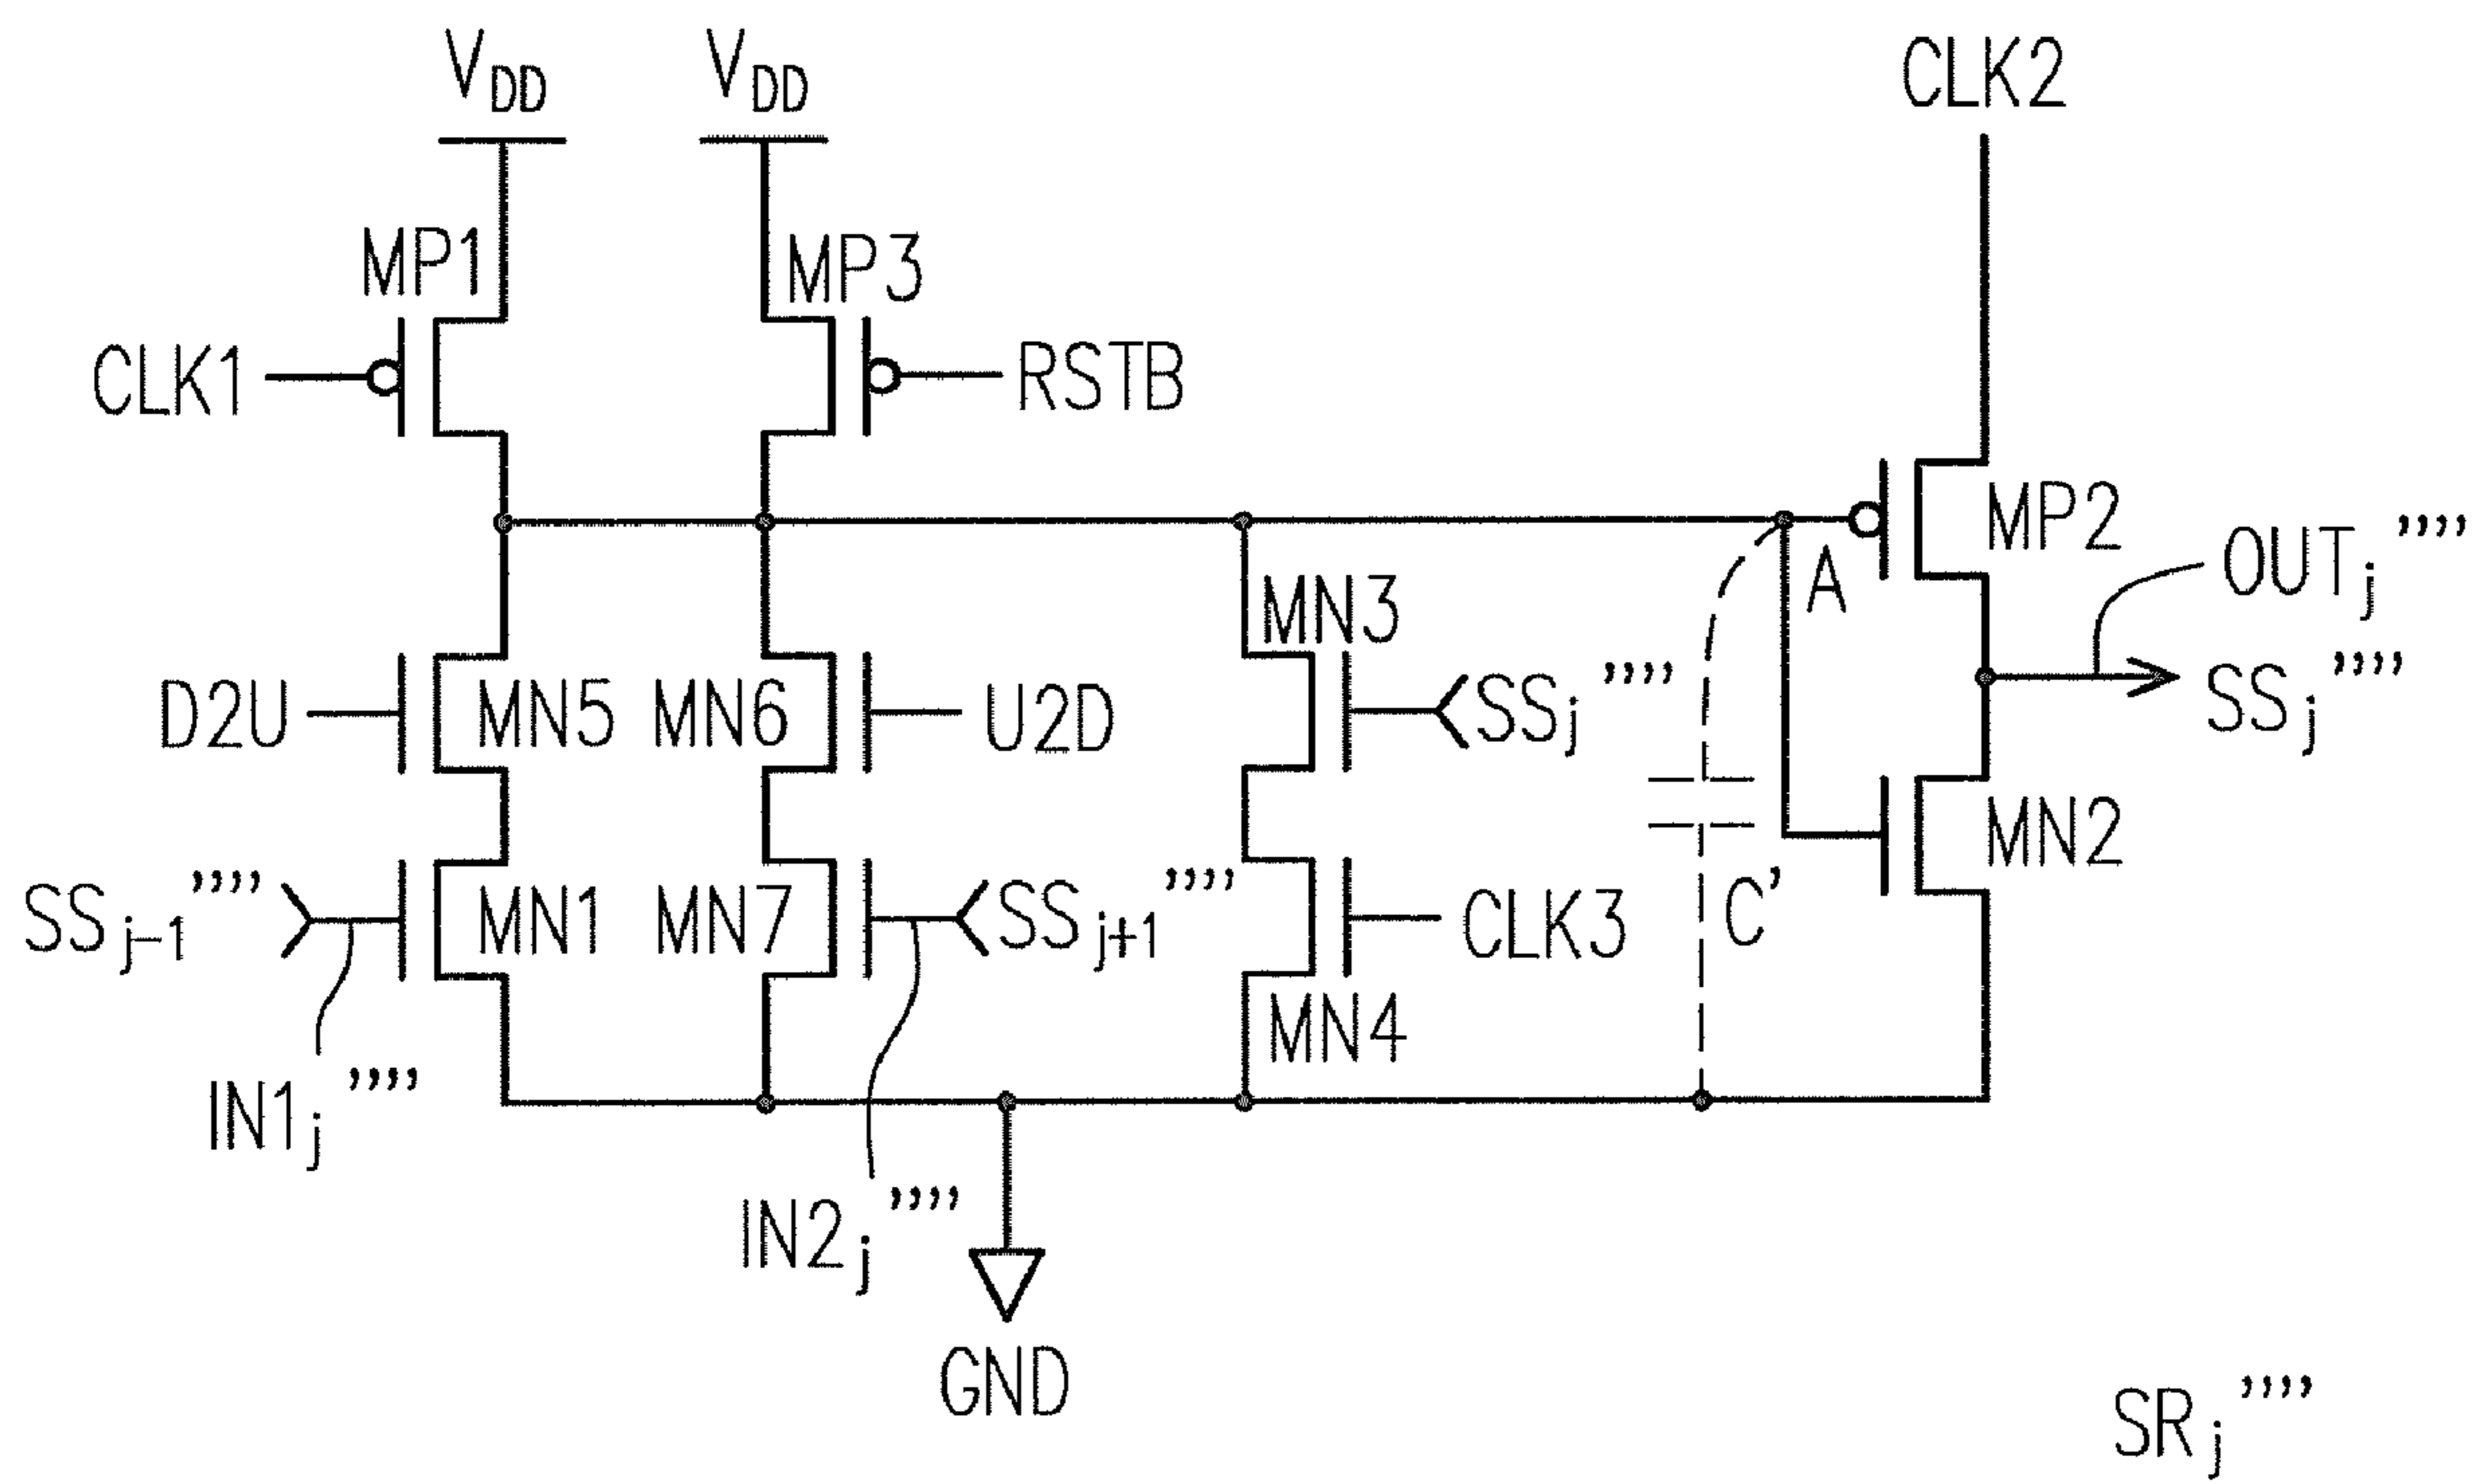 VDD
VDD
CLK2
MP1
MP3
CLK1
RSTB
MP2
OUTj''''
A
MN3
D2U
MN5
MN6
U2D
SSj''''
SSj''''
MN2
SSj-1''''
MN1
MN7
SSj+1''''
CLK3
C'
MN4
IN1j''''
IN2j''''
GND
SRj''''